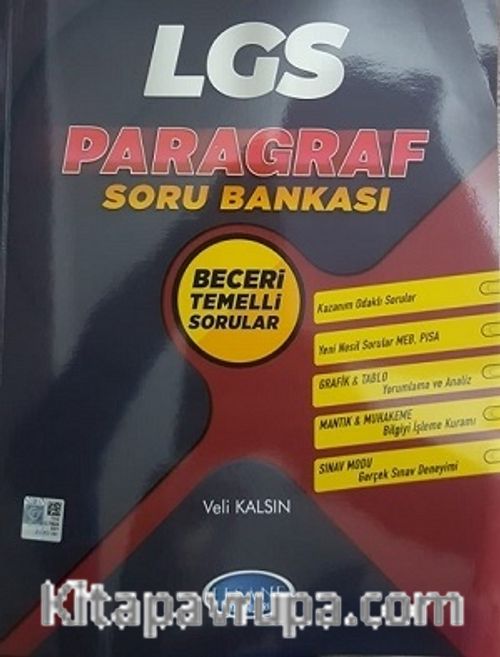 LGS
PARAGRAF
SORU BANKASI
BECERİ
TEMELLİ
SORULAR
Kazanım Odaklı Sorular
Yeni Nesil Sorular MEB, PISA
GRAFİK & TABLO
Yorumlama ve Analiz
MANTIK & MUHAKEME
Bilgiyi İşleme Kuramı
SINAV MODU
Gerçek Sınav Deneyimi
Veli KALSIN
Kitapavrupa.com